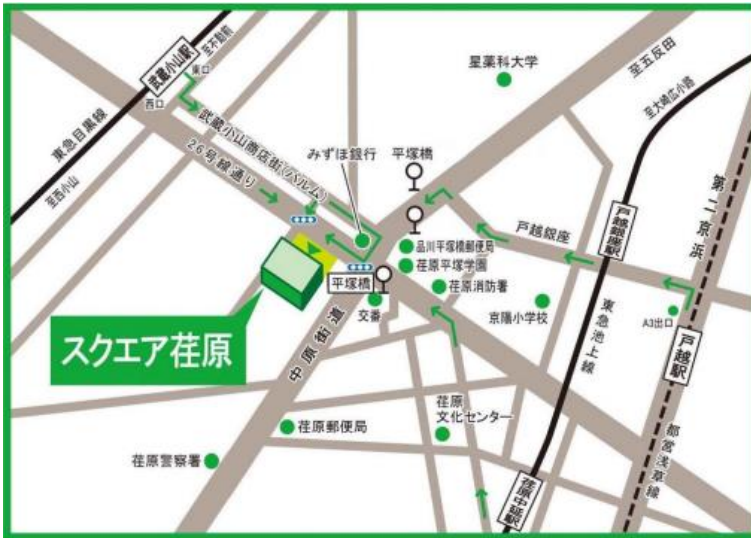 武蔵小山駅
至不動前
東口
西口
東急目黒線
至西小山
武蔵小山商店街(パルム)
26号線通り
みずほ銀行
平塚橋
星薬科大学
至五反田
至大崎広小路
第二京浜
戸越銀座
戸越銀座駅
品川平塚橋郵便局
荏原平塚学園
荏原消防署
平塚橋
交番
京陽小学校
東急池上線
A3出口
戸越駅
スクエア荏原
中原街道
荏原
文化センター
荏原郵便局
荏原警察署
荏原中延駅
都営浅草線